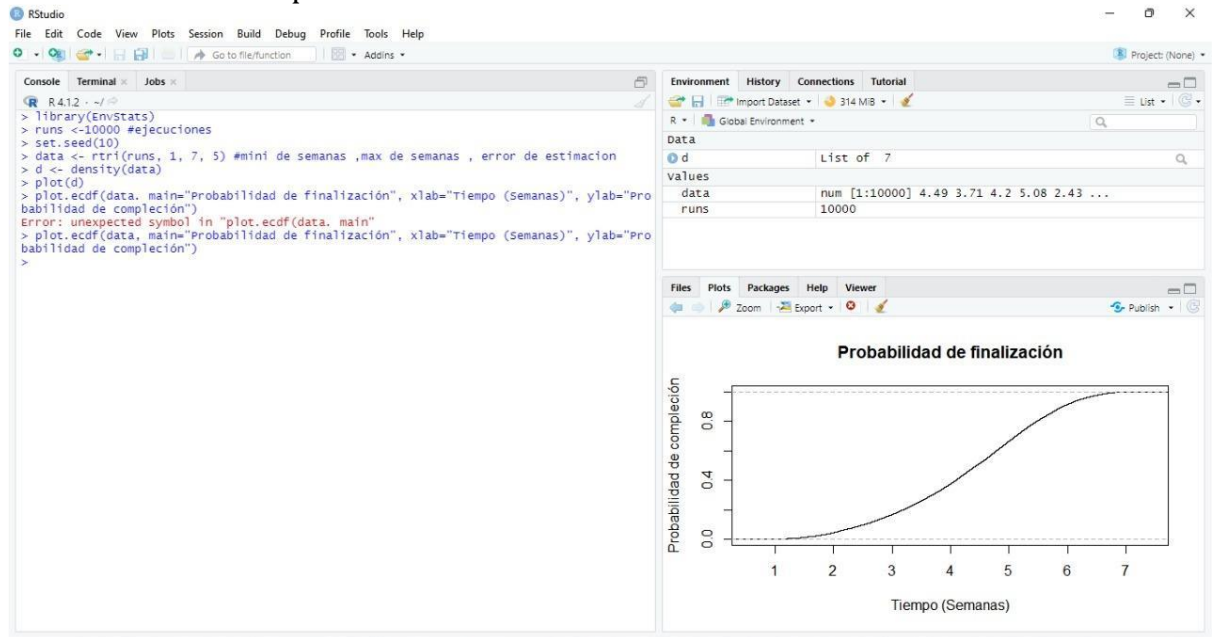 RStudio
File Edit Code View Plots Session Build Debug Profile Tools Help
Go to file/function Addins Project: (None)
Console Terminal Jobs
R 4.1.2 · ~/
> library(EnvStats)
> runs <-10000 #ejecuciones
> set.seed(10)
> data <- rtri(runs, 1, 7, 5) #mini de semanas ,max de semanas , error de estimacion
> d <- density(data)
> plot(d)
> plot.ecdf(data. main="Probabilidad de finalización", xlab="Tiempo (Semanas)", ylab="Pro
babilidad de compleción")
Error: unexpected symbol in "plot.ecdf(data. main"
> plot.ecdf(data, main="Probabilidad de finalización", xlab="Tiempo (Semanas)", ylab="Pro
babilidad de compleción")
>
Environment History Connections Tutorial
Import Dataset 314 MiB List
R Global Environment
Data
d List of 7
Values
data num [1:10000] 4.49 3.71 4.2 5.08 2.43 ...
runs 10000
Files Plots Packages Help Viewer
Zoom Export Publish
Probabilidad de finalización
Probabilidad de compleción
0.8
0.4
0.0
1 2 3 4 5 6 7
Tiempo (Semanas)